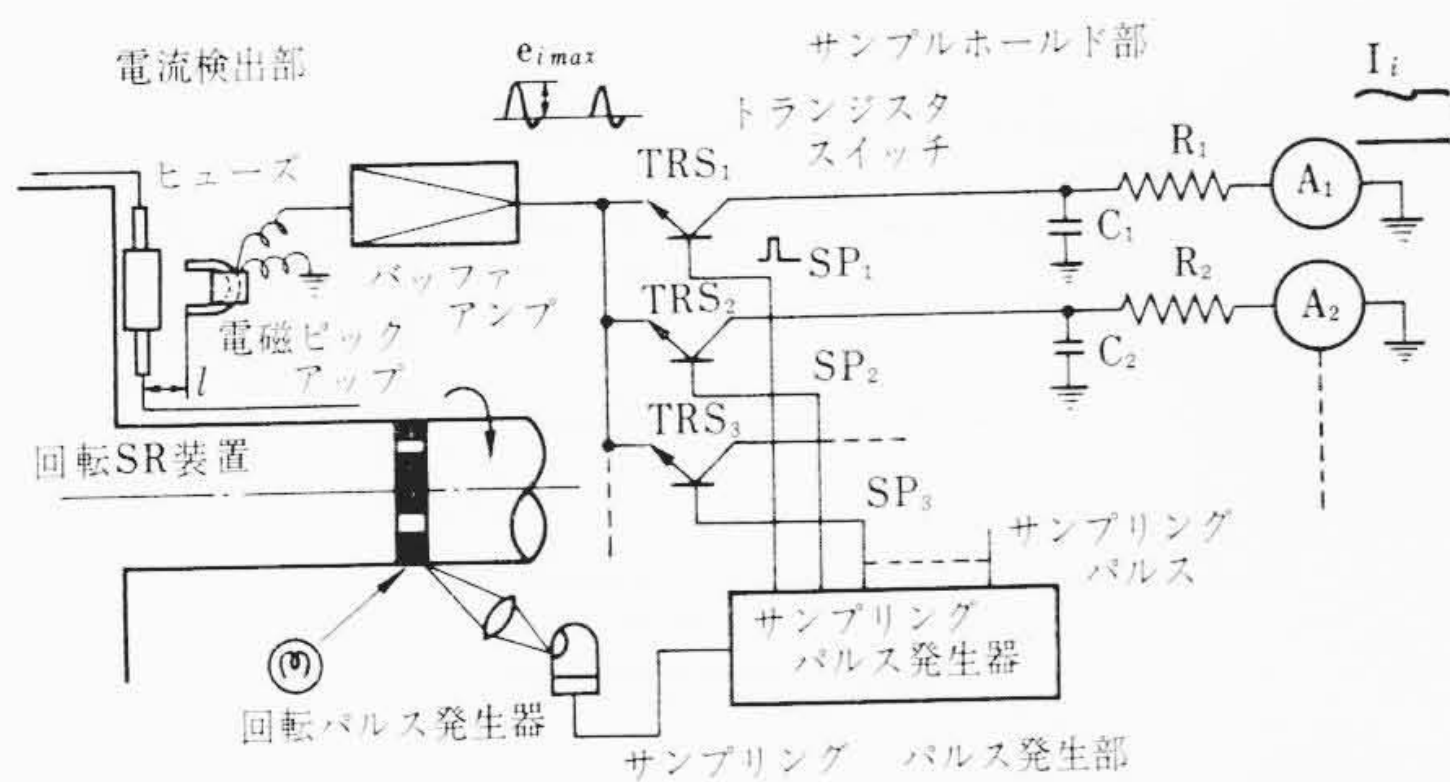 電流検出部
e i max
サンプルホールド部
I i
トランジスタ
スイッチ
ヒューズ
TRS₁
R₁
A₁
C₁
SP₁
バッファ
アンプ
TRS₂
R₂
A₂
C₂
電磁ピック
アップ
l
SP₂
TRS₃
回転SR装置
SP₃
サンプリング
パルス
サンプリング
パルス発生器
回転パルス発生器
サンプリング パルス発生部